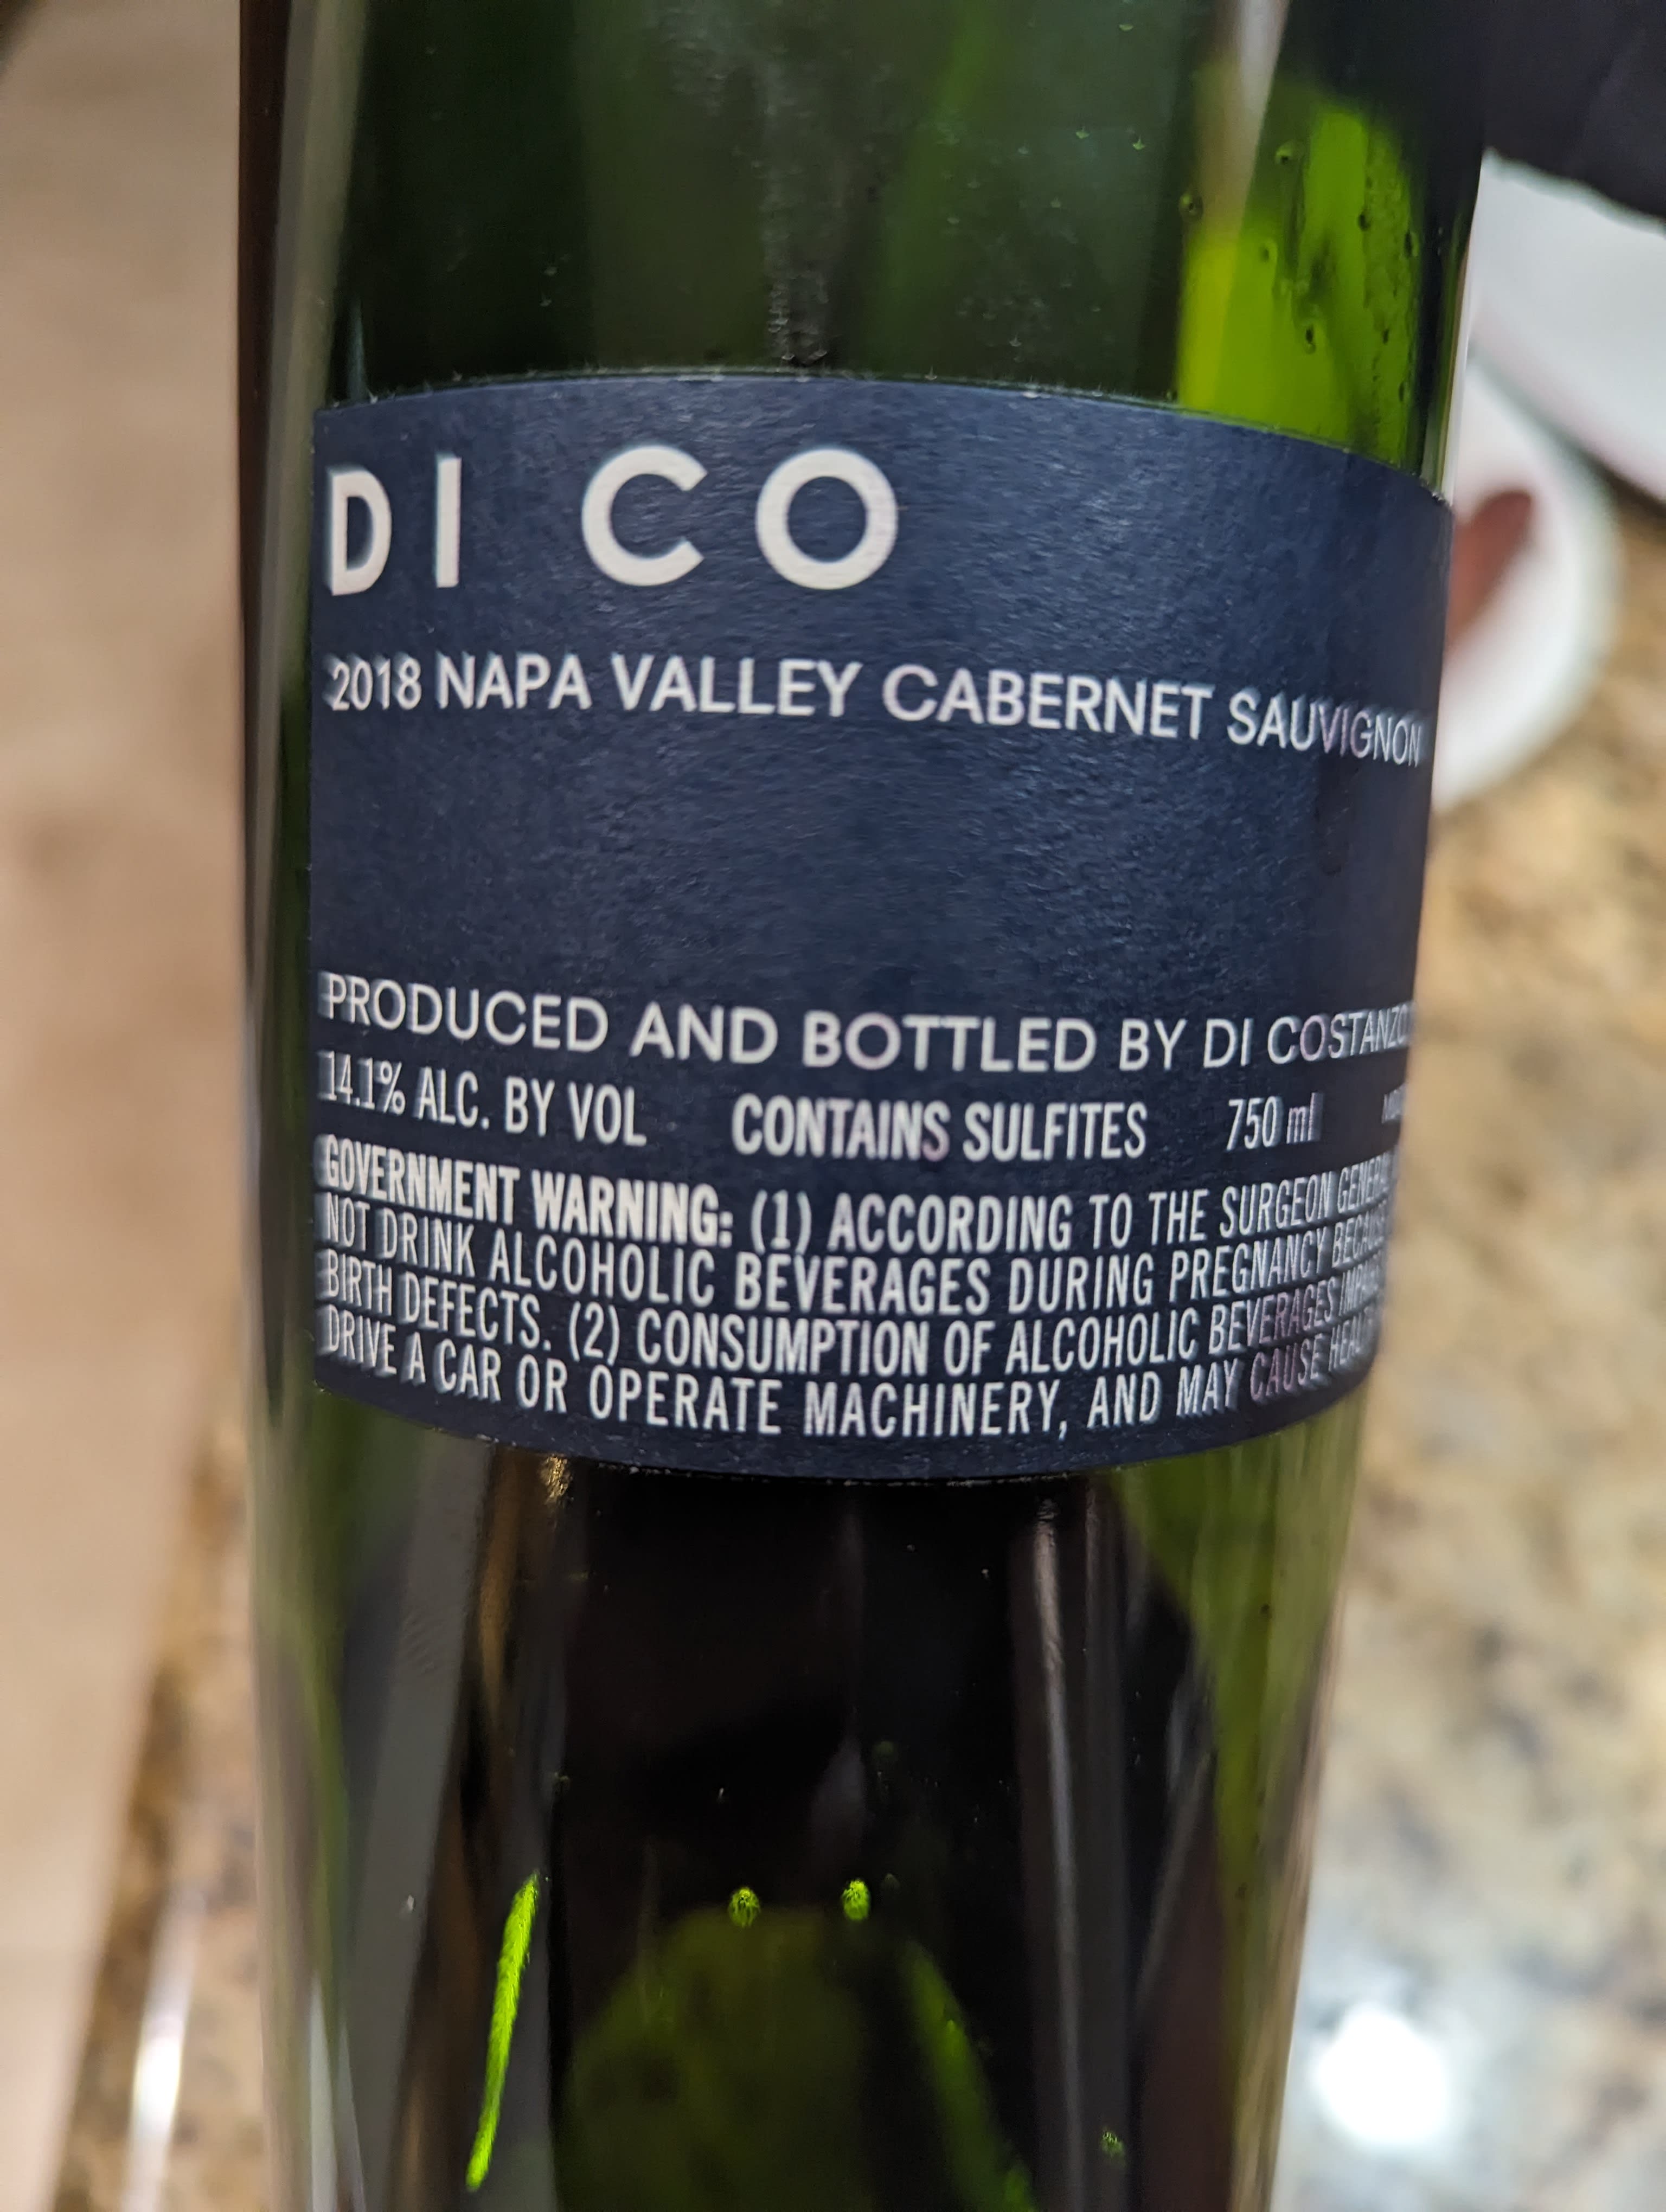 DI CO
2018 NAPA VALLEY CABERNET SAUVIGNON
PRODUCED AND BOTTLED BY DI COSTANZO
14.1% ALC. BY VOL CONTAINS SULFITES 750 ml
GOVERNMENT WARNING: (1) ACCORDING TO THE SURGEON GENERAL
NOT DRINK ALCOHOLIC BEVERAGES DURING PREGNANCY BECAUSE
BIRTH DEFECTS. (2) CONSUMPTION OF ALCOHOLIC BEVERAGES
DRIVE A CAR OR OPERATE MACHINERY, AND MAY CAUSE